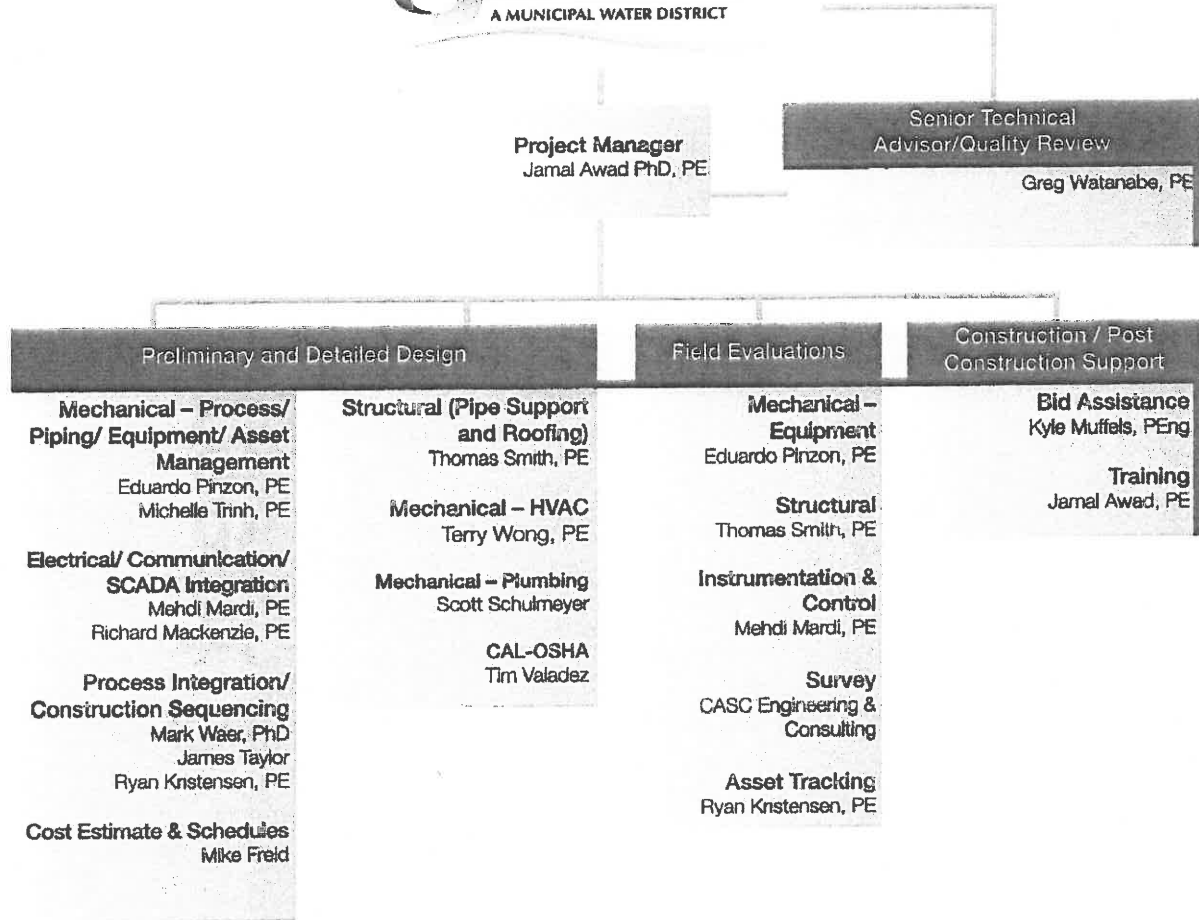 A MUNICIPAL WATER DISTRICT
Project Manager
Jamal Awad PhD, PE
Senior Technical
Advisor/Quality Review
Greg Watanabe, PE
Preliminary and Detailed Design
Mechanical – Process/
Piping/ Equipment/ Asset
Management
Eduardo Pinzon, PE
Michelle Trinh, PE
Electrical/ Communication/
SCADA Integration
Mehdi Mardi, PE
Richard Mackenzie, PE
Process Integration/
Construction Sequencing
Mark Waer, PhD
James Taylor
Ryan Kristensen, PE
Cost Estimate & Schedules
Mike Freid
Structural (Pipe Support
and Roofing)
Thomas Smith, PE
Mechanical – HVAC
Terry Wong, PE
Mechanical – Plumbing
Scott Schulmeyer
CAL-OSHA
Tim Valadez
Field Evaluations
Mechanical –
Equipment
Eduardo Pinzon, PE
Structural
Thomas Smith, PE
Instrumentation &
Control
Mehdi Mardi, PE
Survey
CASC Engineering &
Consulting
Asset Tracking
Ryan Kristensen, PE
Construction / Post
Construction Support
Bid Assistance
Kyle Muffels, PEng
Training
Jamal Awad, PE